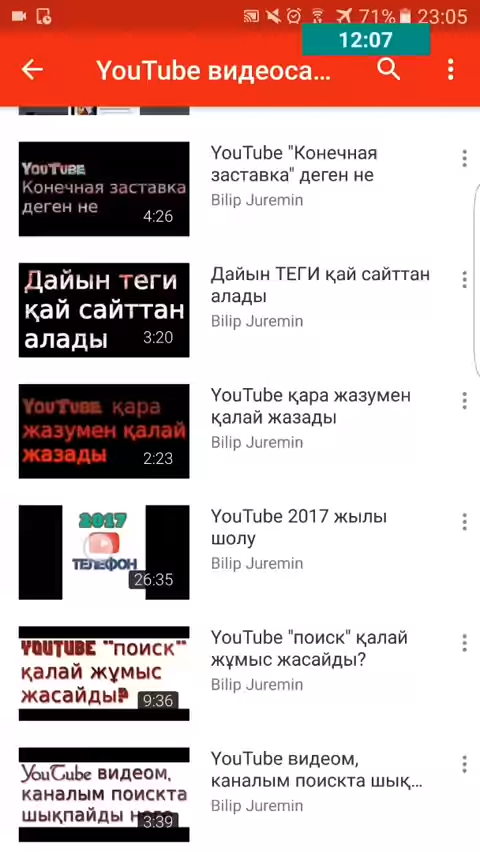 71% 23:05
12:07
YouTube видеоса...
YouTube
Конечная заставка
деген не
4:26
YouTube "Конечная
заставка" деген не
Bilip Juremin
Дайын теги
қай сайттан
алады
3:20
Дайын ТЕГИ қай сайттан
алады
Bilip Juremin
YouTube қара
жазумен қалай
жазады
2:23
YouTube қара жазумен
қалай жазады
Bilip Juremin
2017
ТЕЛЕФОН
26:35
YouTube 2017 жылы
шолу
Bilip Juremin
YouTube "поиск"
қалай жұмыс
жасайды?
9:36
YouTube "поиск" қалай
жұмыс жасайды?
Bilip Juremin
YouTube видеом,
каналым поискта
шықпайды
3:39
YouTube видеом,
каналым поискта шық...
Bilip Juremin